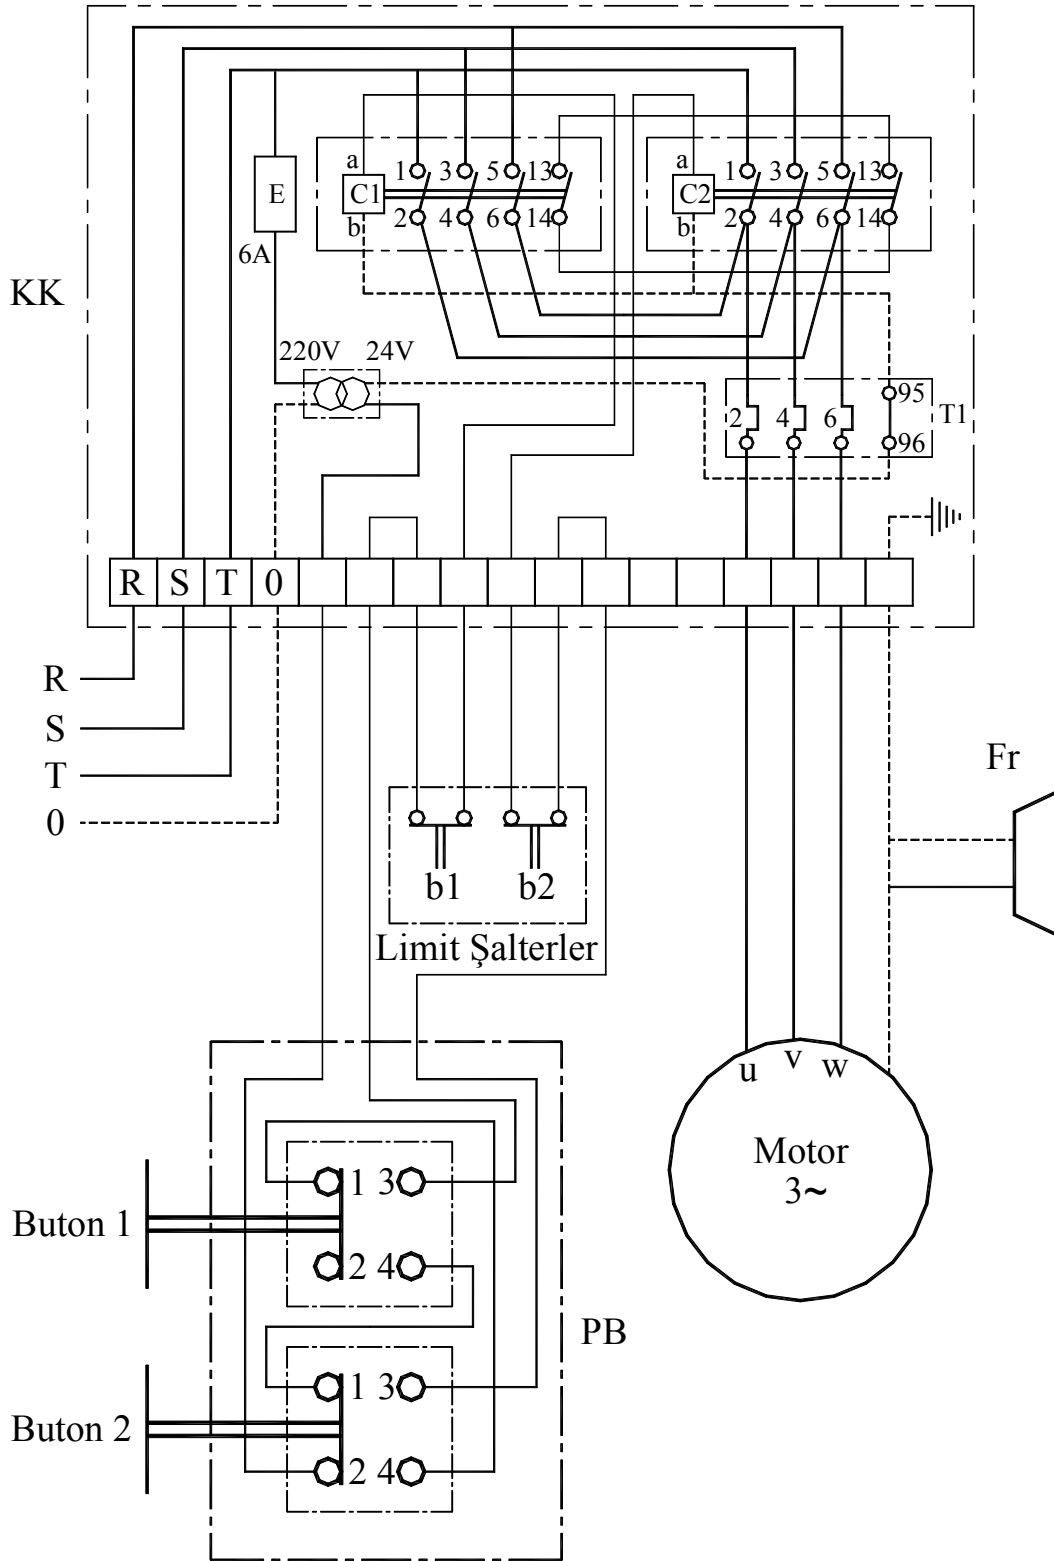 a
1
3
5
13
a
1
3
5
13
E
C1
C2
2
4
6
14
2
4
6
14
b
b
6A
KK
220V
24V
95
2
4
6
T1
96
R
S
T
0
R
S
T
0
Fr
b1
b2
Limit Şalterler
u
v
w
Motor
3~
1
3
Buton 1
2
4
PB
1
3
Buton 2
2
4